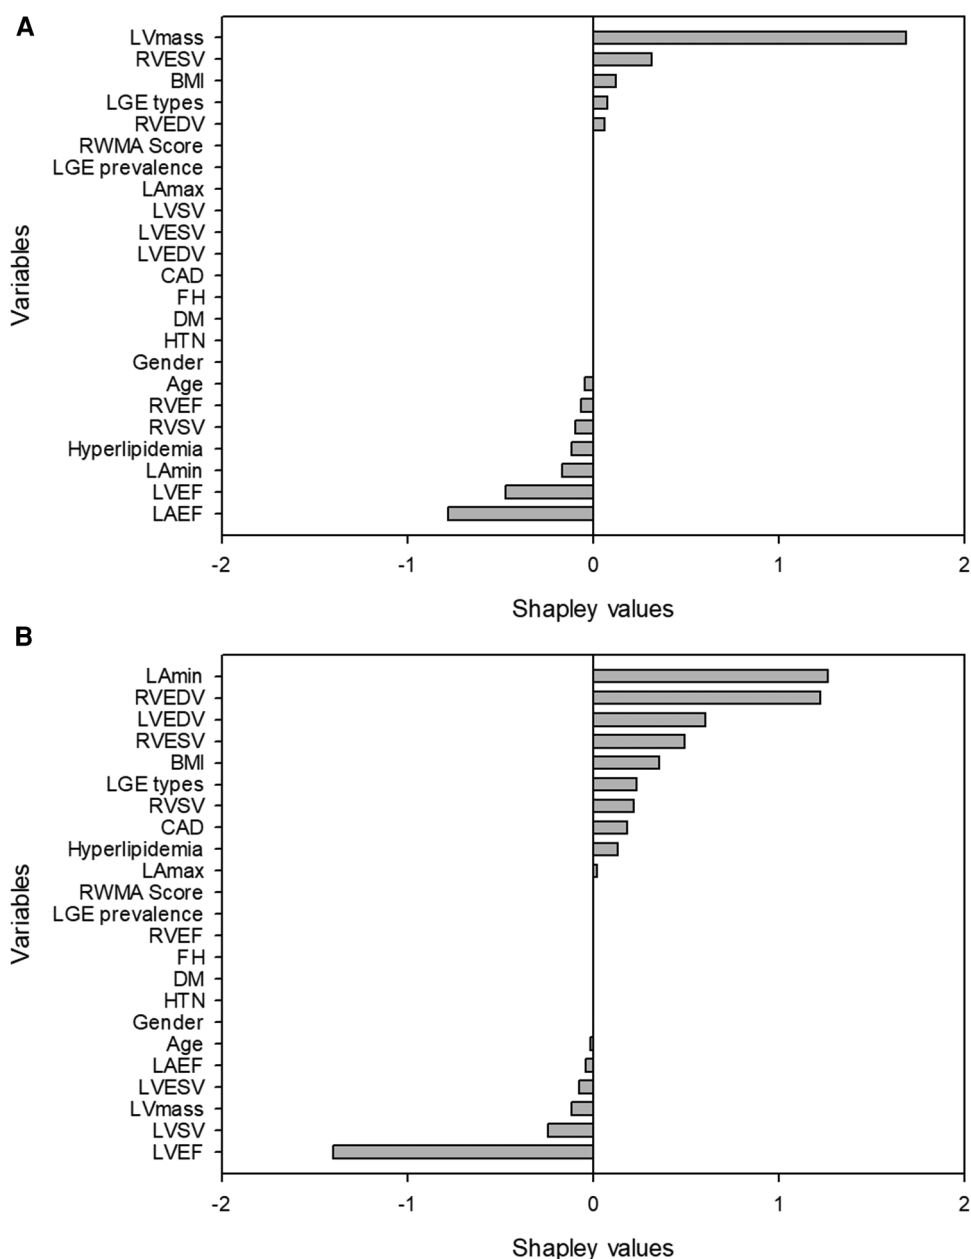 A
LVmass
RVESV
BMI
LGE types
RVEDV
RWMA Score
LGE prevalence
LAmax
LVSV
LVESV
LVEDV
CAD
FH
DM
HTN
Gender
Age
RVEF
RVSV
Hyperlipidemia
LAmin
LVEF
LAEF
Variables
-2 -1 0 1 2
Shapley values
B
LAmin
RVEDV
LVEDV
RVESV
BMI
LGE types
RVSV
CAD
Hyperlipidemia
LAmax
RWMA Score
LGE prevalence
RVEF
FH
DM
HTN
Gender
Age
LAEF
LVESV
LVmass
LVSV
LVEF
Variables
-2 -1 0 1 2
Shapley values